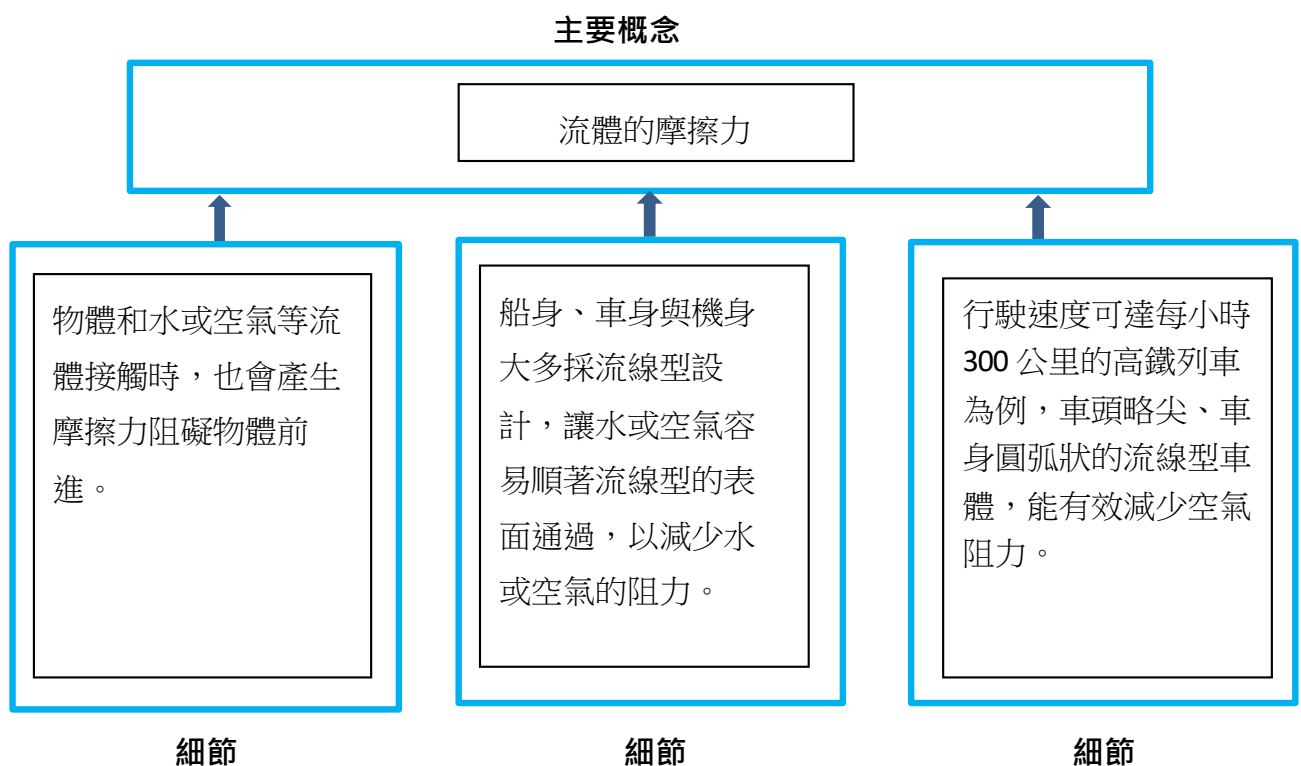 主要概念
流體的摩擦力
物體和水或空氣等流
體接觸時，也會產生
摩擦力阻礙物體前
進。
船身、車身與機身
大多採流線型設
計，讓水或空氣容
易順著流線型的表
面通過，以減少水
或空氣的阻力。
行駛速度可達每小時
300 公里的高鐵列車
為例，車頭略尖、車
身圓弧狀的流線型車
體，能有效減少空氣
阻力。
細節
細節
細節